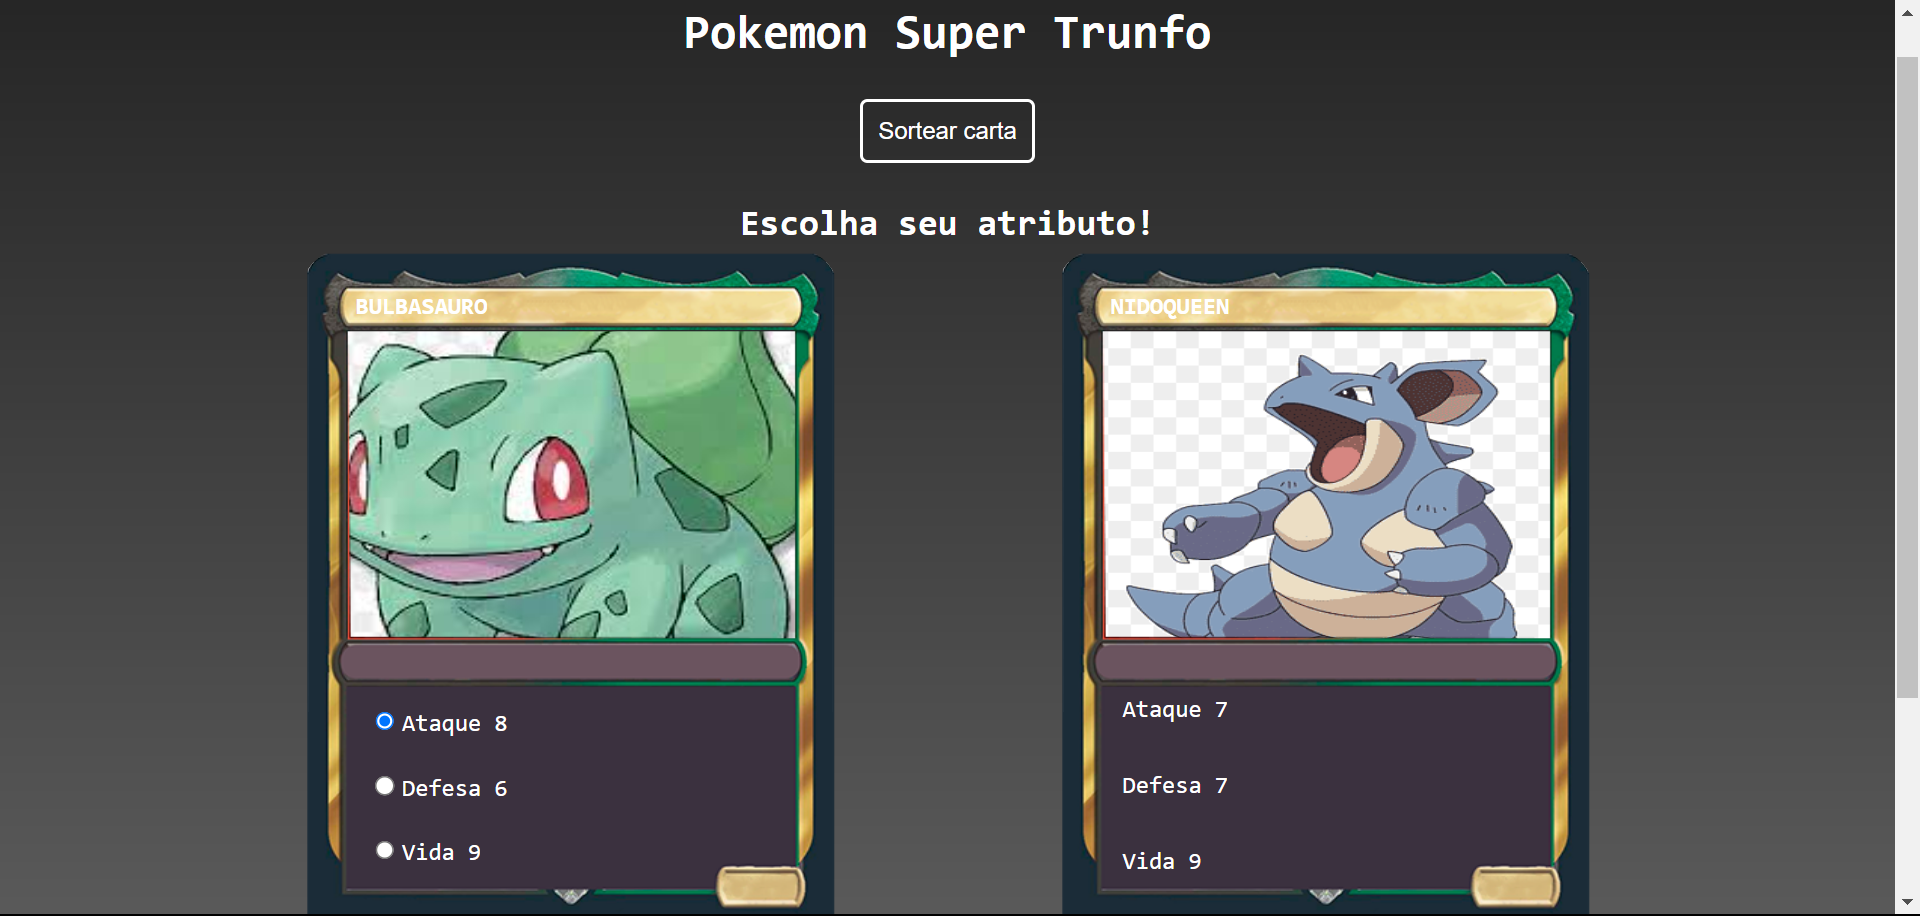 Pokemon Super Trunfo
Sortear carta
Escolha seu atributo!
BULBASAURO
Ataque 8
Defesa 6
Vida 9
NIDOQUEEN
Ataque 7
Defesa 7
Vida 9